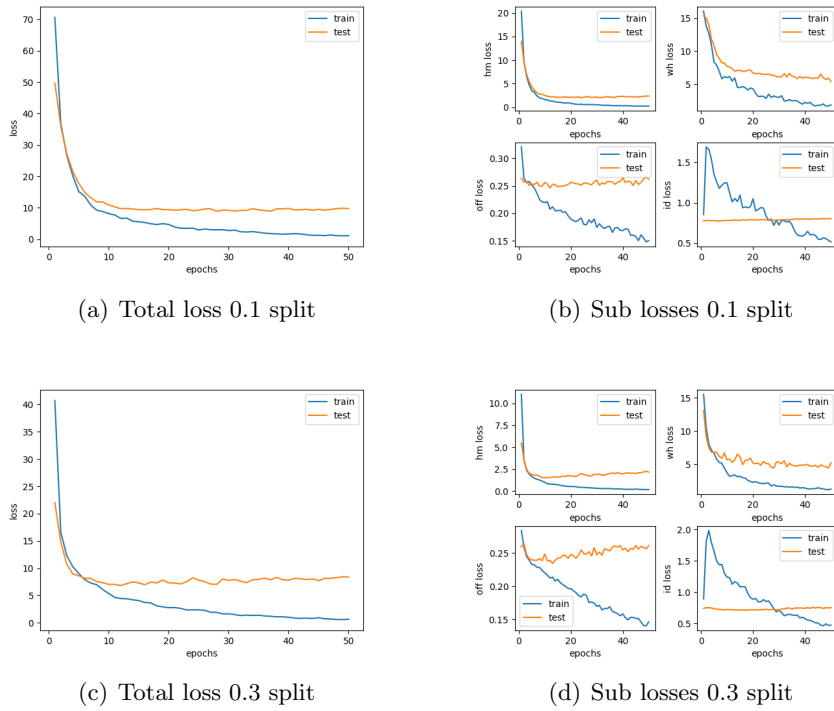 train
test
70
60
50
40
30
20
10
0
loss
0 10 20 30 40 50
epochs
(a) Total loss 0.1 split
train
test
20
15
10
5
0
hm loss
0 20 40
epochs
train
test
15
10
5
wh loss
0 20 40
epochs
train
test
0.30
0.25
0.20
0.15
off loss
0 20 40
epochs
train
test
1.5
1.0
0.5
id loss
0 20 40
epochs
(b) Sub losses 0.1 split
train
test
40
35
30
25
20
15
10
5
0
loss
0 10 20 30 40 50
epochs
(c) Total loss 0.3 split
train
test
10.0
7.5
5.0
2.5
0.0
hm loss
0 20 40
epochs
train
test
15
10
5
wh loss
0 20 40
epochs
0.25
0.20
0.15
off loss
train
test
0 20 40
epochs
train
test
2.0
1.5
1.0
0.5
id loss
0 20 40
epochs
(d) Sub losses 0.3 split